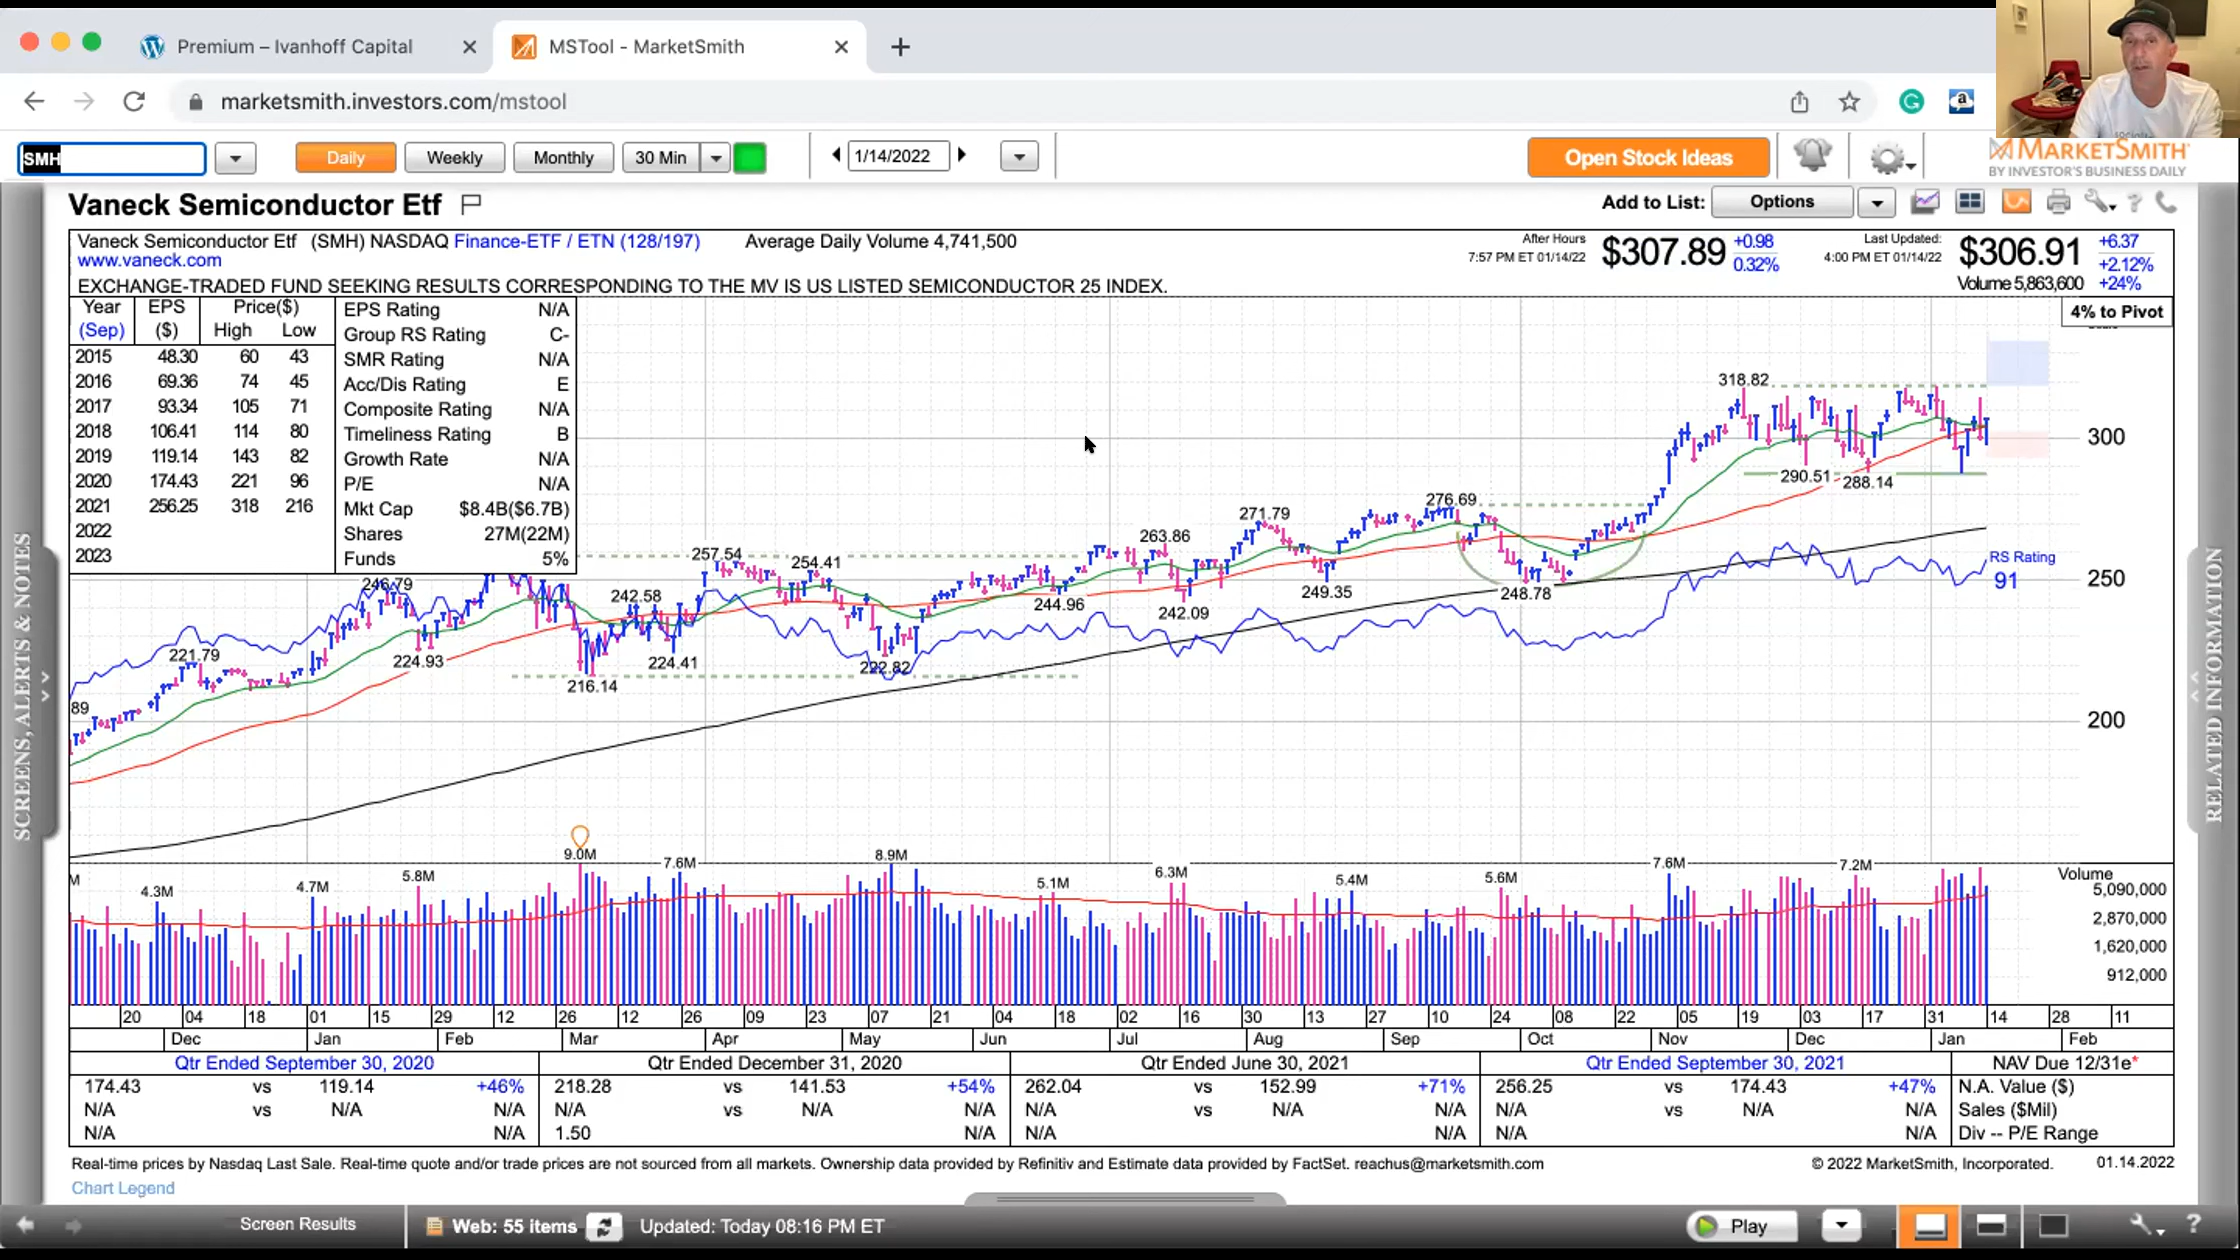 Premium – Ivanhoff Capital
MSTool - MarketSmith
marketsmith.investors.com/mstool
SMH
Daily
Weekly
Monthly
30 Min
1/14/2022
Open Stock Ideas
MARKETSMITH
BY INVESTOR'S BUSINESS DAILY
Vaneck Semiconductor Etf
Add to List:
Options
Vaneck Semiconductor Etf (SMH) NASDAQ Finance-ETF / ETN (128/197) Average Daily Volume 4,741,500
www.vaneck.com
EXCHANGE-TRADED FUND SEEKING RESULTS CORRESPONDING TO THE MV IS US LISTED SEMICONDUCTOR 25 INDEX.
After Hours
7:57 PM ET 01/14/22
$307.89
+0.98
0.32%
Last Updated:
4:00 PM ET 01/14/22
$306.91
+6.37
+2.12%
Volume 5,863,600 +24%
4% to Pivot
Year EPS Price($)
(Sep) ($) High Low
2015 48.30 60 43
2016 69.36 74 45
2017 93.34 105 71
2018 106.41 114 80
2019 119.14 143 82
2020 174.43 221 96
2021 256.25 318 216
2022
2023
EPS Rating N/A
Group RS Rating C-
SMR Rating N/A
Acc/Dis Rating E
Composite Rating N/A
Timeliness Rating B
Growth Rate N/A
P/E N/A
Mkt Cap $8.4B($6.7B)
Shares 27M(22M)
Funds 5%
318.82
300
290.51
288.14
276.69
271.79
263.86
257.54
254.41
RS Rating
91
250
249.35
248.78
246.79
244.96
242.58
242.09
224.93
224.41
222.82
221.79
216.14
89
200
M
4.3M
4.7M
5.8M
9.0M
7.6M
8.9M
5.1M
6.3M
5.4M
5.6M
7.6M
7.2M
Volume
5,090,000
2,870,000
1,620,000
912,000
20 04 18 01 15 29 12 26 12 26 09 23 07 21 04 18 02 16 30 13 27 10 24 08 22 05 19 03 17 31 14 28 11
Dec Jan Feb Mar Apr May Jun Jul Aug Sep Oct Nov Dec Jan Feb
Qtr Ended September 30, 2020 Qtr Ended December 31, 2020 Qtr Ended June 30, 2021 Qtr Ended September 30, 2021 NAV Due 12/31e*
174.43 vs 119.14 +46% 218.28 vs 141.53 +54% 262.04 vs 152.99 +71% 256.25 vs 174.43 +47% N.A. Value ($)
N/A vs N/A N/A N/A vs N/A N/A N/A vs N/A N/A N/A vs N/A N/A Sales ($Mil)
N/A N/A 1.50 N/A N/A N/A N/A N/A Div -- P/E Range
Real-time prices by Nasdaq Last Sale. Real-time quote and/or trade prices are not sourced from all markets. Ownership data provided by Refinitiv and Estimate data provided by FactSet. reachus@marketsmith.com
© 2022 MarketSmith, Incorporated. 01.14.2022
Chart Legend
SCREENS, ALERTS & NOTES
RELATED INFORMATION
Screen Results
Web: 55 items
Updated: Today 08:16 PM ET
Play